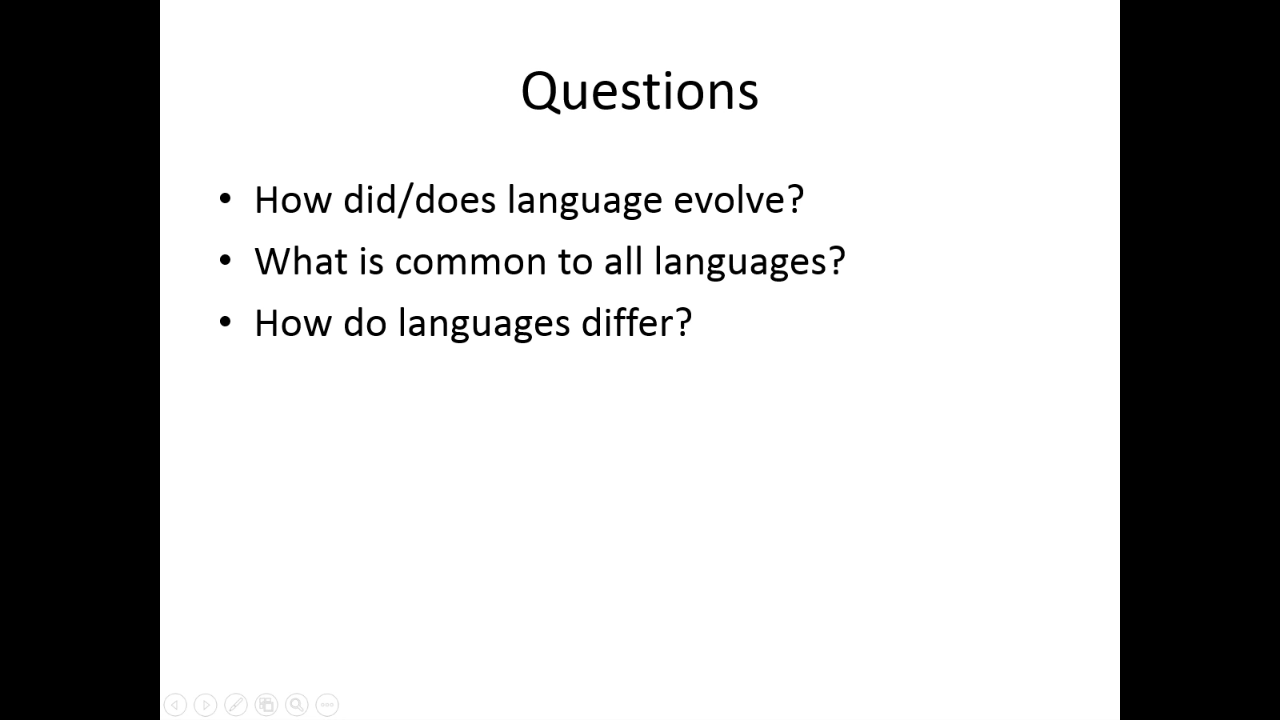 Questions
• How did/does language evolve?
• What is common to all languages?
• How do languages differ?